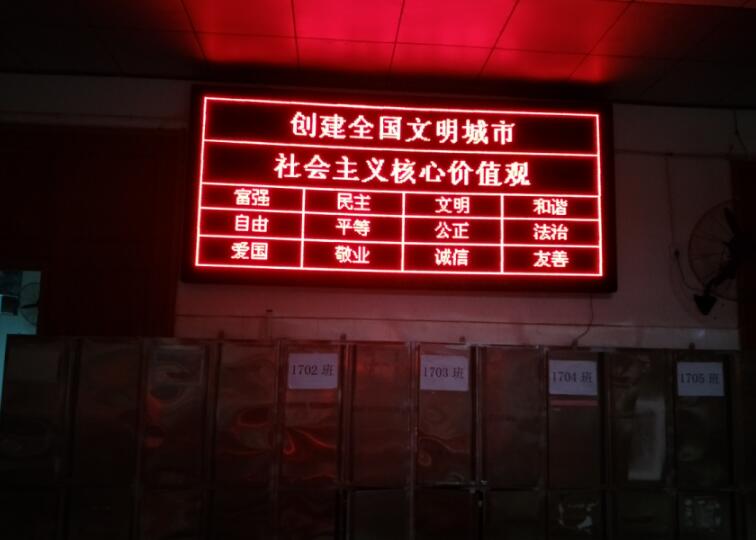 创建全国文明城市
社会主义核心价值观
富强 民主 文明 和谐
自由 平等 公正 法治
爱国 敬业 诚信 友善
1702班 1703班 1704班 1705班